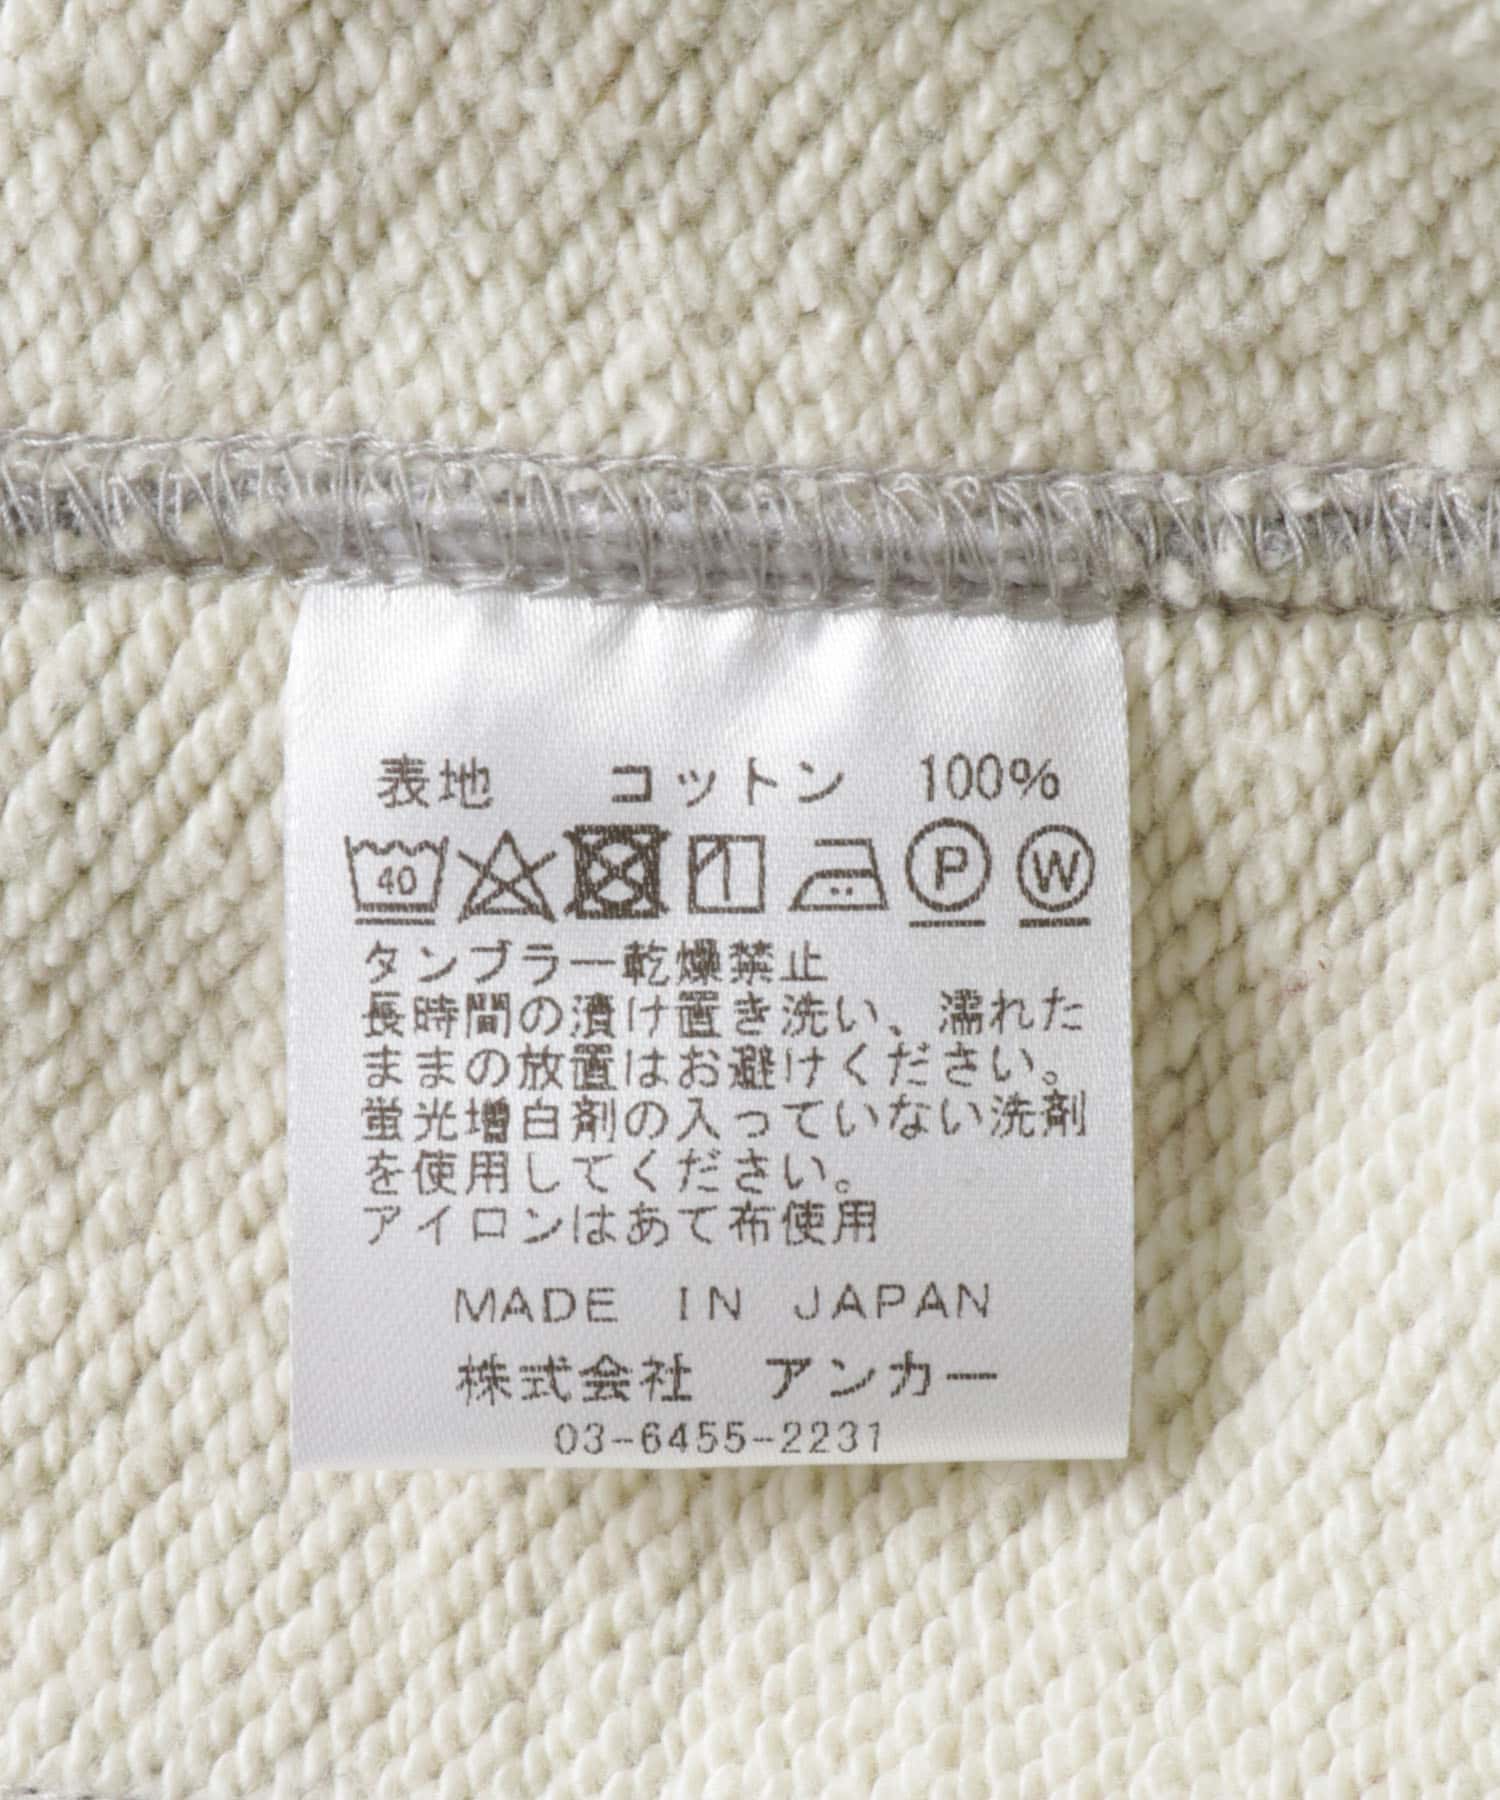 表地 コットン 100%
40 P W
タンブラー乾燥禁止
長時間の漬け置き洗い、濡れた
ままの放置はお避けください。
蛍光増白剤の入っていない洗剤
を使用してください。
アイロンはあて布使用
MADE IN JAPAN
株式会社 アンカー
03-6455-2231